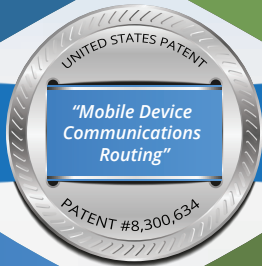 UNITED STATES PATENT
“Mobile Device
Communications
Routing”
PATENT #8,300,634